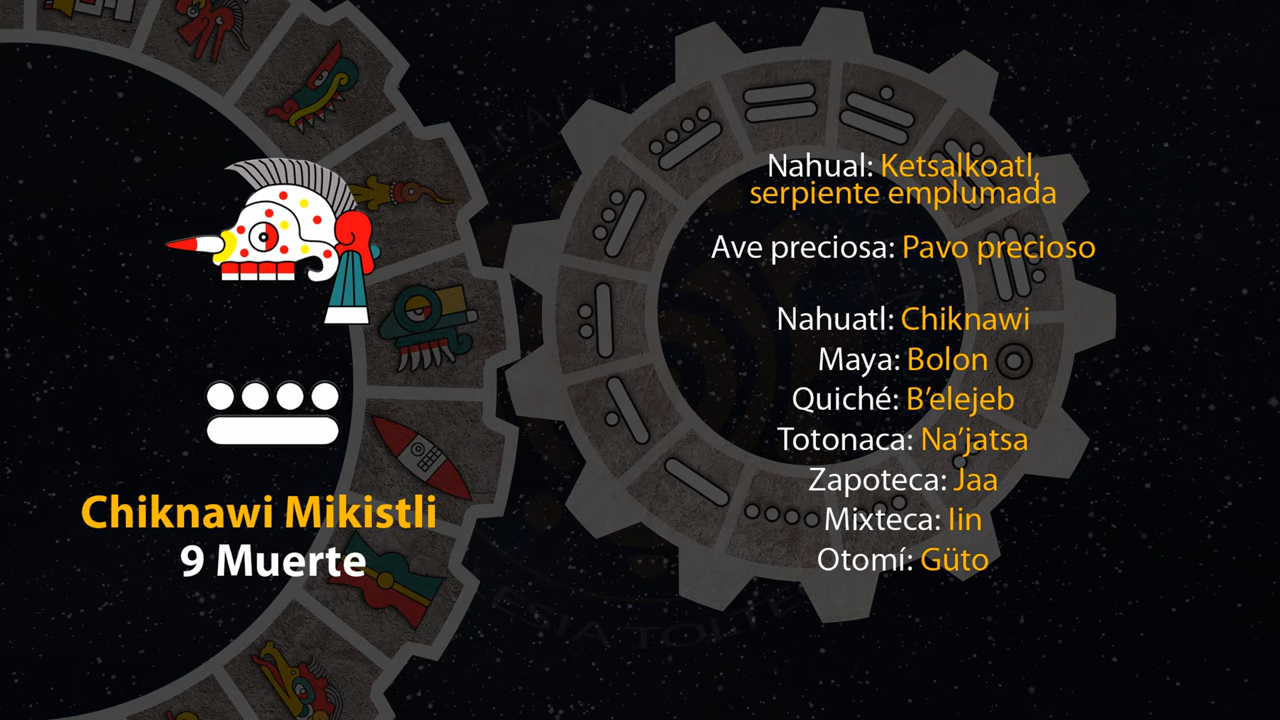 Chiknawi Mikistli
9 Muerte
Nahual: Ketsalkoatl,
serpiente emplumada
Ave preciosa: Pavo precioso
Nahuatl: Chiknawi
Maya: Bolon
Quiché: B’elejeb
Totonaca: Na’jatsa
Zapoteca: Jaa
Mixteca: Iin
Otomí: Güto